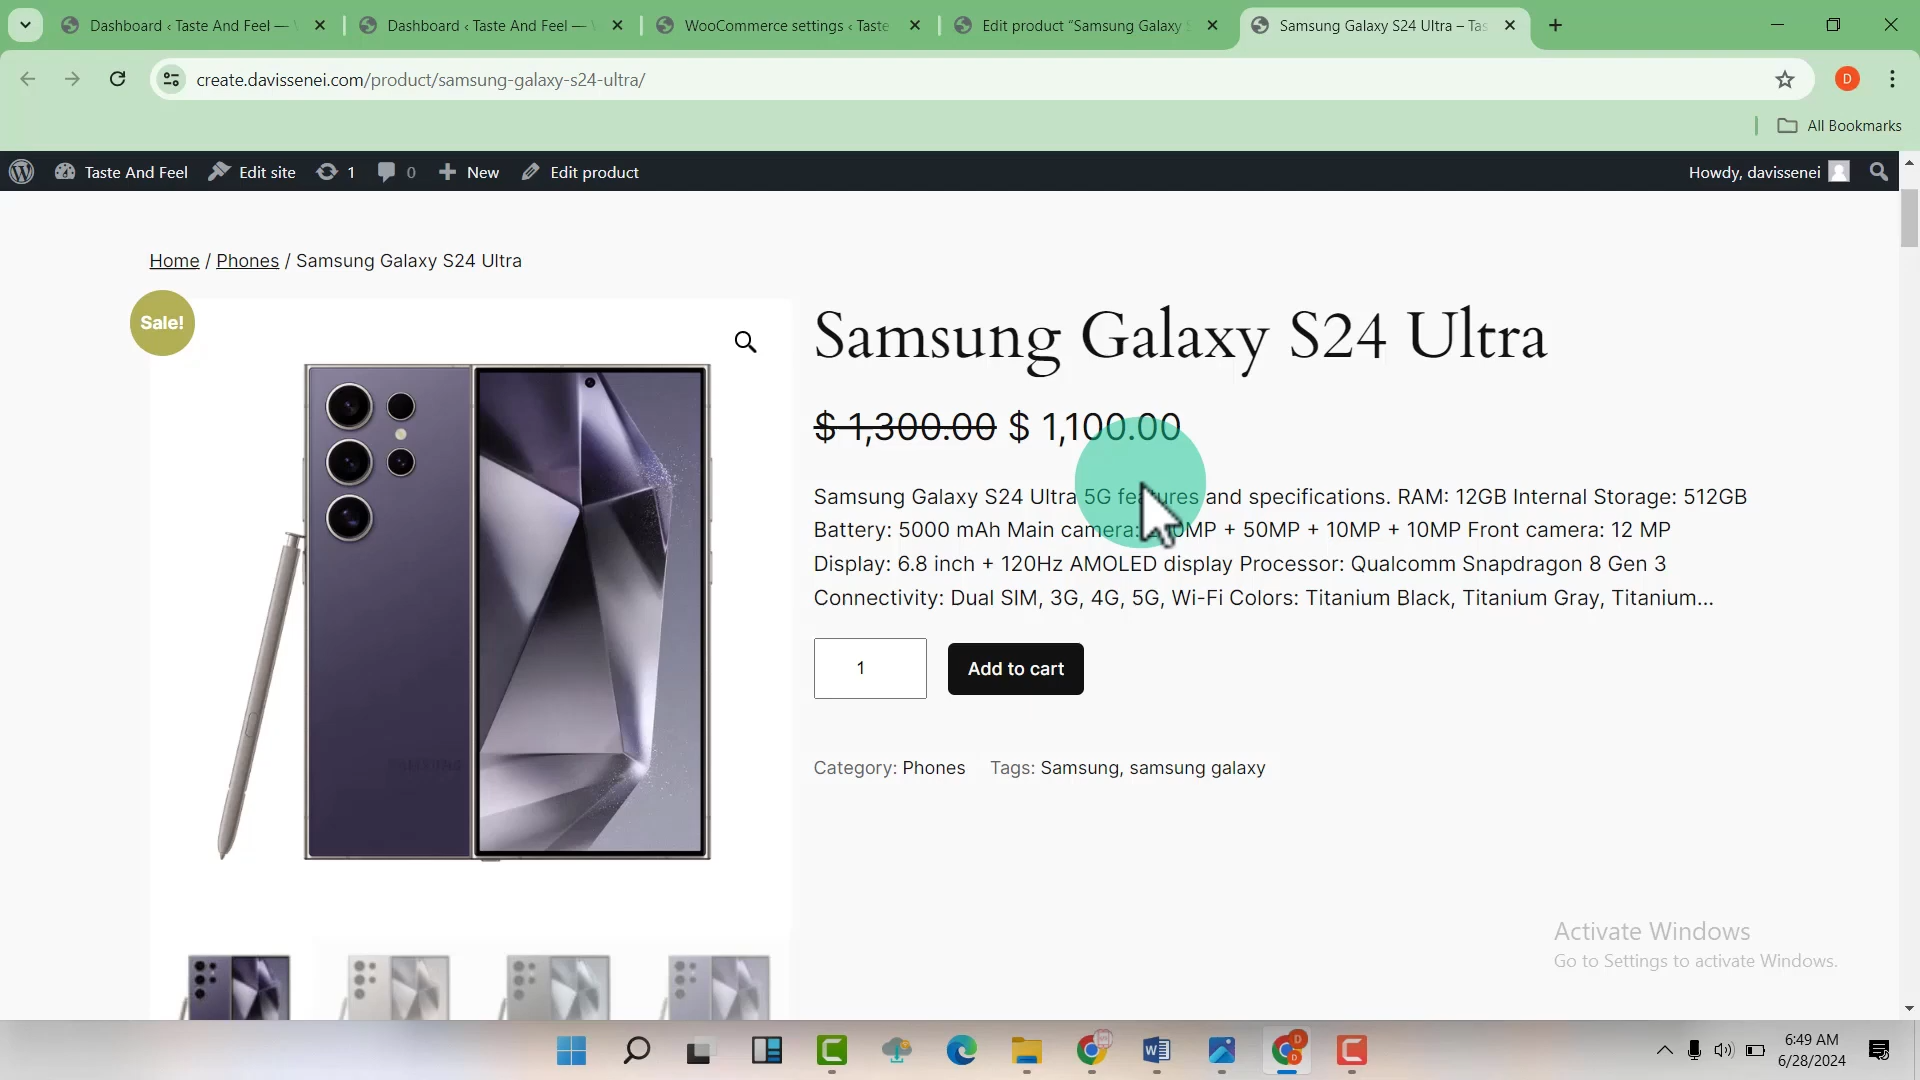 Dashboard ‹ Taste And Feel —
Dashboard ‹ Taste And Feel —
WooCommerce settings ‹ Taste
Edit product “Samsung Galaxy
Samsung Galaxy S24 Ultra – Tas
create.davissenei.com/product/samsung-galaxy-s24-ultra/
D
All Bookmarks
Taste And Feel
Edit site
1
0
New
Edit product
Howdy, davissenei
Home / Phones / Samsung Galaxy S24 Ultra
Sale!
Samsung Galaxy S24 Ultra
$ 1,300.00 $ 1,100.00
Samsung Galaxy S24 Ultra 5G features and specifications. RAM: 12GB Internal Storage: 512GB
Battery: 5000 mAh Main camera: + 50MP + 10MP + 10MP Front camera: 12 MP
Display: 6.8 inch + 120Hz AMOLED display Processor: Qualcomm Snapdragon 8 Gen 3
Connectivity: Dual SIM, 3G, 4G, 5G, Wi-Fi Colors: Titanium Black, Titanium Gray, Titanium...
1
Add to cart
Category: Phones Tags: Samsung, samsung galaxy
SAMSUNG
Activate Windows
Go to Settings to activate Windows.
6:49 AM
6/28/2024